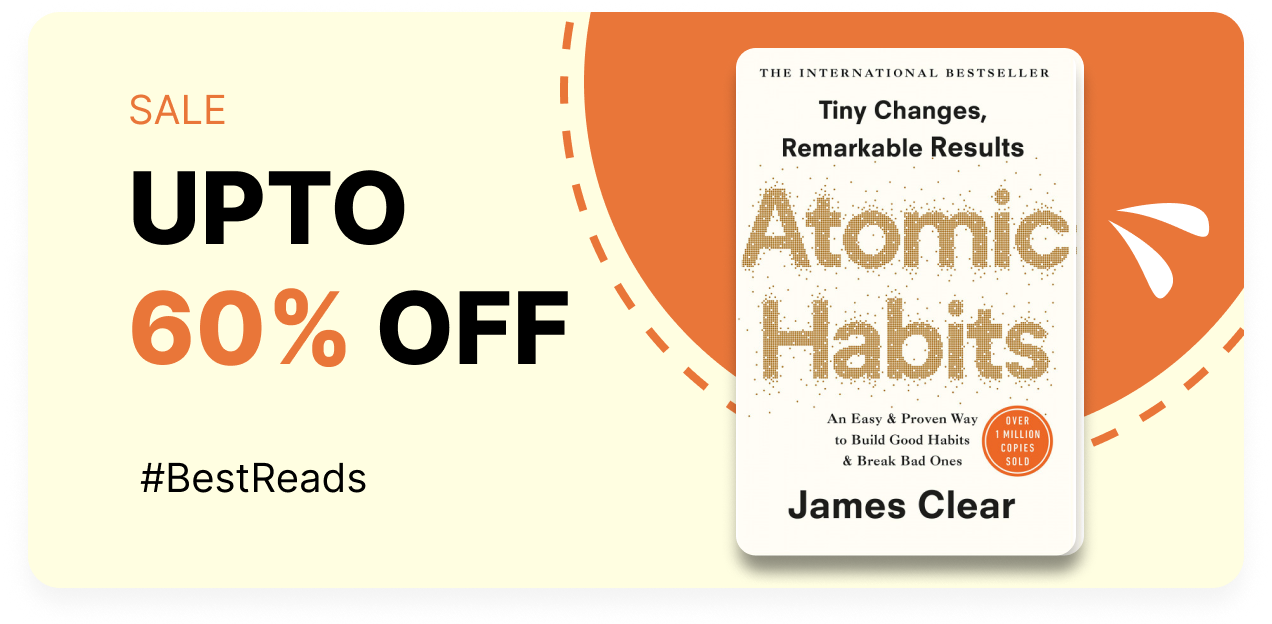 SALE
UPTO
60% OFF
#BestReads
THE INTERNATIONAL BESTSELLER
Tiny Changes,
Remarkable Results
Atomic
Habits
An Easy & Proven Way
to Build Good Habits
& Break Bad Ones
OVER
1 MILLION
COPIES
SOLD
James Clear